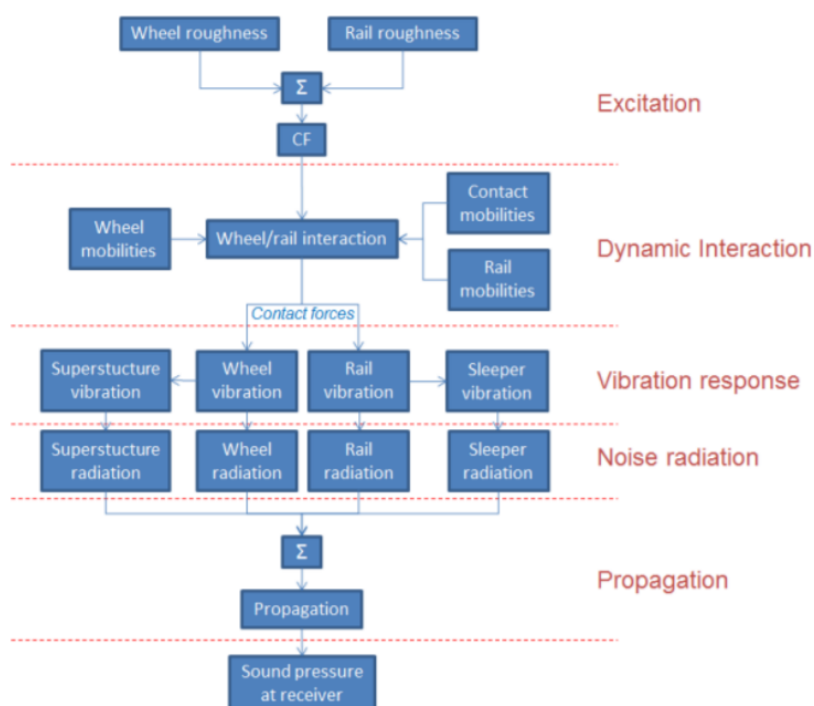 Wheel roughness
Rail roughness
Σ
Excitation
CF
Wheel
mobilities
Wheel/rail interaction
Contact
mobilities
Rail
mobilities
Dynamic Interaction
Contact forces
Superstucture
vibration
Wheel
vibration
Rail
vibration
Sleeper
vibration
Vibration response
Superstucture
radiation
Wheel
radiation
Rail
radiation
Sleeper
radiation
Noise radiation
Σ
Propagation
Propagation
Sound pressure
at receiver